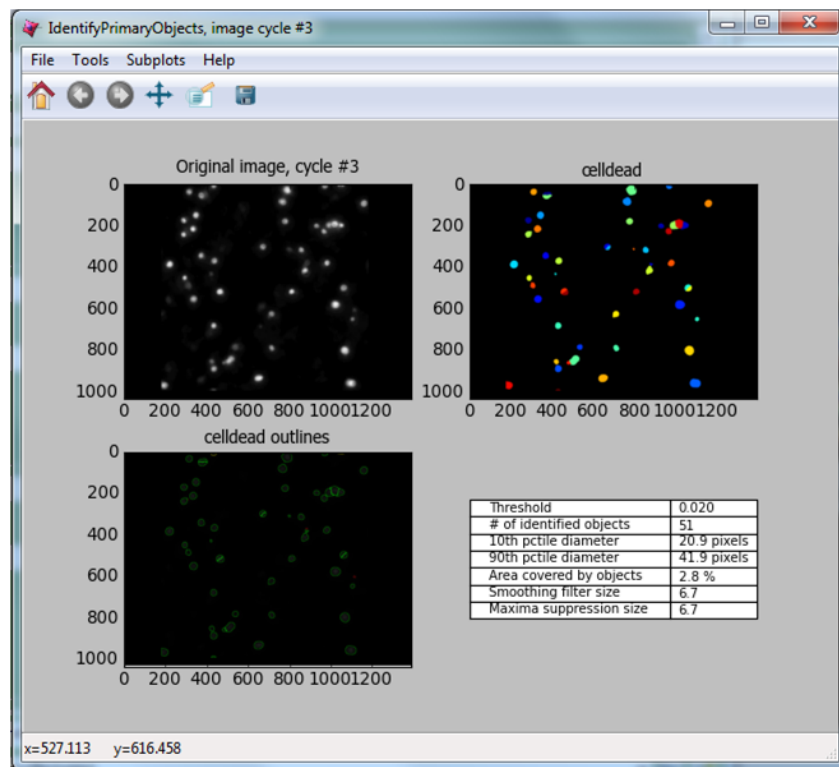 IdentifyPrimaryObjects, image cycle #3
File Tools Subplots Help
Original image, cycle #3
0
200
400
600
800
1000
0 200 400 600 800 10001200
celldead
0
200
400
600
800
1000
0 200 400 600 800 10001200
celldead outlines
0
200
400
600
800
1000
0 200 400 600 800 10001200
Threshold 0.020
# of identified objects 51
10th pctile diameter 20.9 pixels
90th pctile diameter 41.9 pixels
Area covered by objects 2.8 %
Smoothing filter size 6.7
Maxima suppression size 6.7
x=527.113 y=616.458